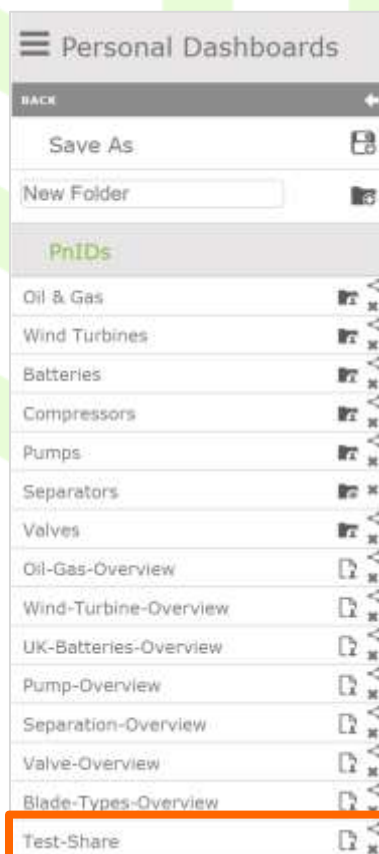 Personal Dashboards
BACK
Save As
New Folder
PnIDs
Oil & Gas
Wind Turbines
Batteries
Compressors
Pumps
Separators
Valves
Oil-Gas-Overview
Wind-Turbine-Overview
UK-Batteries-Overview
Pump-Overview
Separation-Overview
Valve-Overview
Blade-Types-Overview
Test-Share